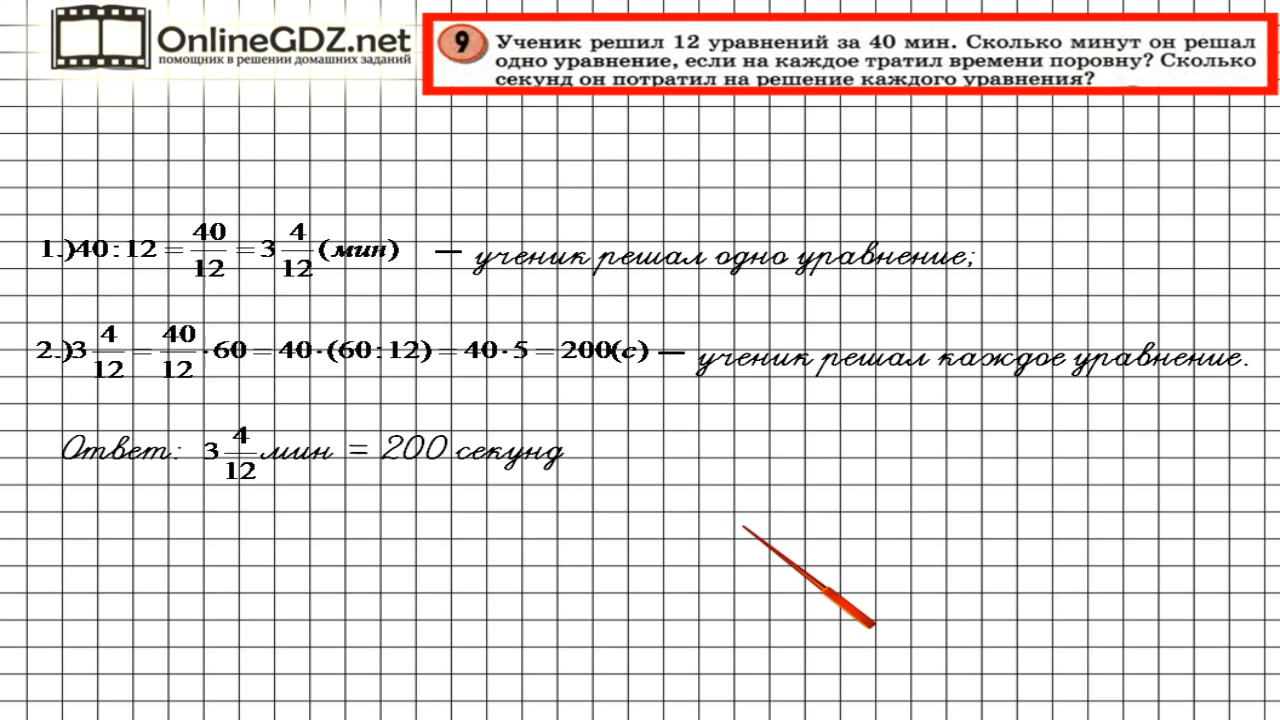 OnlineGDZ.net
помощник в решении домашних заданий
9 Ученик решил 12 уравнений за 40 мин. Сколько минут он решал
одно уравнение, если на каждое тратил времени поровну? Сколько
секунд он потратил на решение каждого уравнения?
1.)40:12 = 40/12 = 3 4/12 (мин) — ученик решал одно уравнение;
2.)3 4/12 = 40/12 · 60 = 40 · (60:12) = 40 · 5 = 200(с) — ученик решал каждое уравнение.
Ответ: 3 4/12 мин = 200 секунд